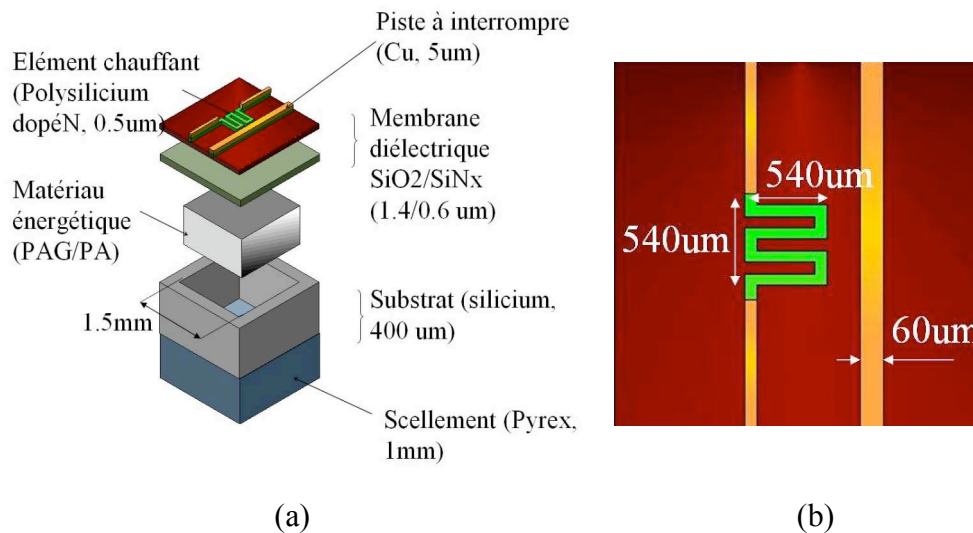 Piste à interrompre
(Cu, 5um)
Elément chauffant
(Polysilicium
dopéN, 0.5um)
Membrane
diélectrique
SiO2/SiNx
(1.4/0.6 um)
Matériau
énergétique
(PAG/PA)
1.5mm
Substrat (silicium,
400 um)
Scellement (Pyrex,
1mm)
540um
540um
60um
(a)
(b)